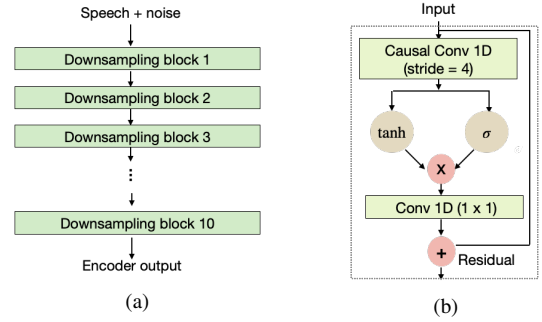 Speech + noise
Downsampling block 1
Downsampling block 2
Downsampling block 3
⋮
Downsampling block 10
Encoder output
(a)
Input
Causal Conv 1D
(stride = 4)
tanh
σ
X
Conv 1D (1 x 1)
+
Residual
(b)